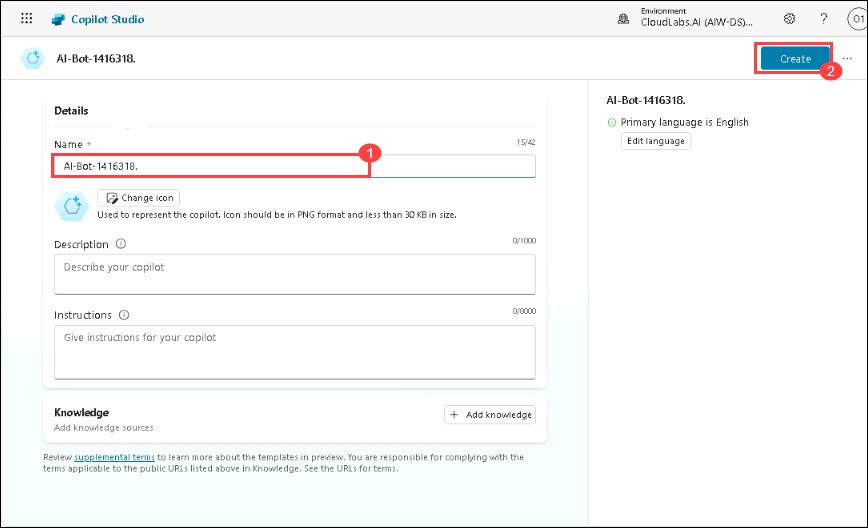 Copilot Studio
Environment
CloudLabs.AI (AIW-DS)...
?
01
AI-Bot-1416318.
Create
...
2
Details
Name *
15/42
1
AI-Bot-1416318.
Change icon
Used to represent the copilot. Icon should be in PNG format and less than 30 KB in size.
Description
0/1000
Describe your copilot
Instructions
0/8000
Give instructions for your copilot
Knowledge
Add knowledge sources
+ Add knowledge
Review supplemental terms to learn more about the templates in preview. You are responsible for complying with the
terms applicable to the public URLs listed above in Knowledge. See the URLs for terms.
AI-Bot-1416318.
Primary language is English
Edit language